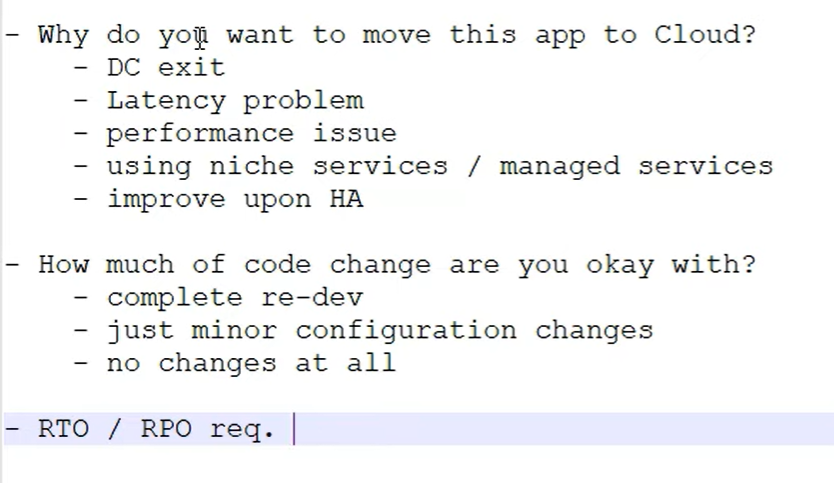 - Why do you want to move this app to Cloud?
- DC exit
- Latency problem
- performance issue
- using niche services / managed services
- improve upon HA
- How much of code change are you okay with?
- complete re-dev
- just minor configuration changes
- no changes at all
- RTO / RPO req.